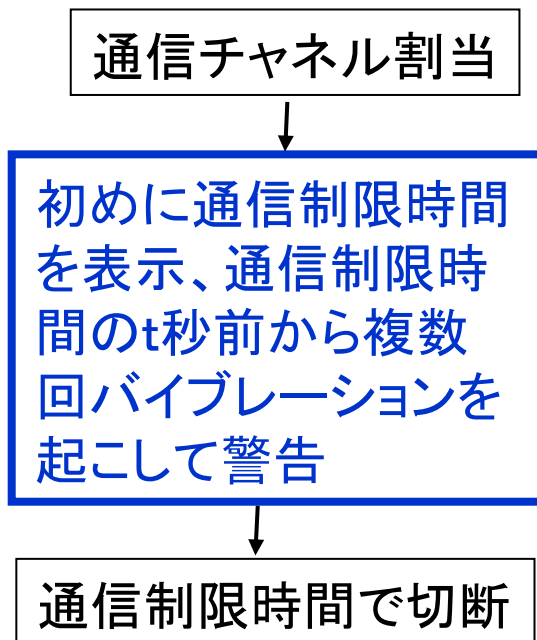 通信チャネル割当
初めに通信制限時間
を表示、通信制限時
間のt秒前から複数
回バイブレーションを
起こして警告
通信制限時間で切断